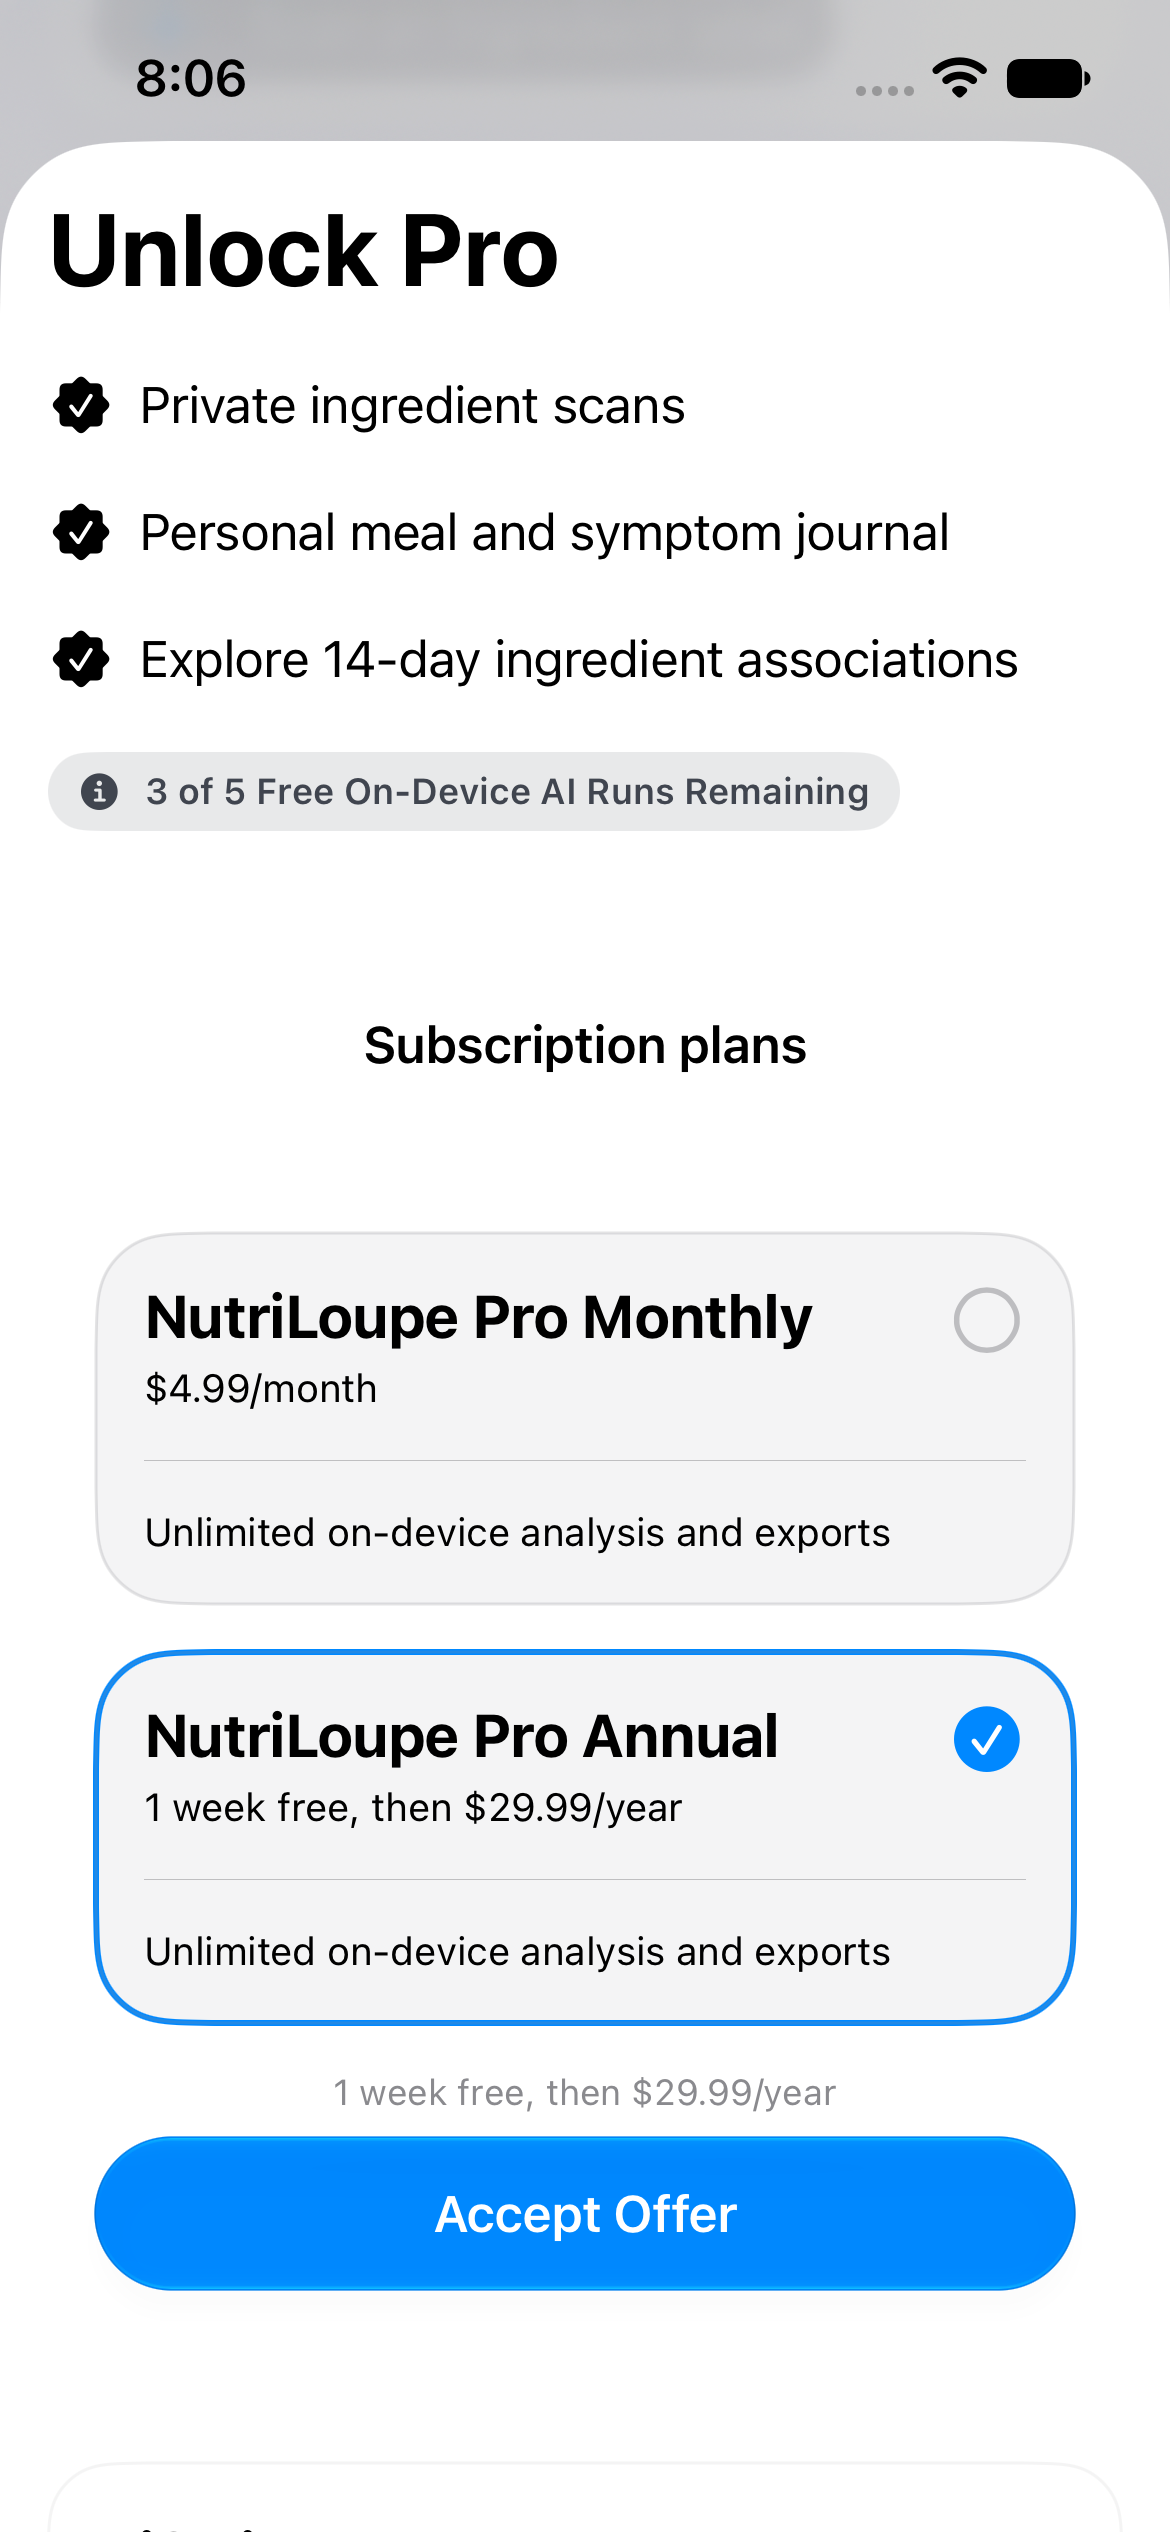 8:06
Unlock Pro
Private ingredient scans
Personal meal and symptom journal
Explore 14-day ingredient associations
3 of 5 Free On-Device AI Runs Remaining
Subscription plans
NutriLoupe Pro Monthly
$4.99/month
Unlimited on-device analysis and exports
NutriLoupe Pro Annual
1 week free, then $29.99/year
Unlimited on-device analysis and exports
1 week free, then $29.99/year
Accept Offer